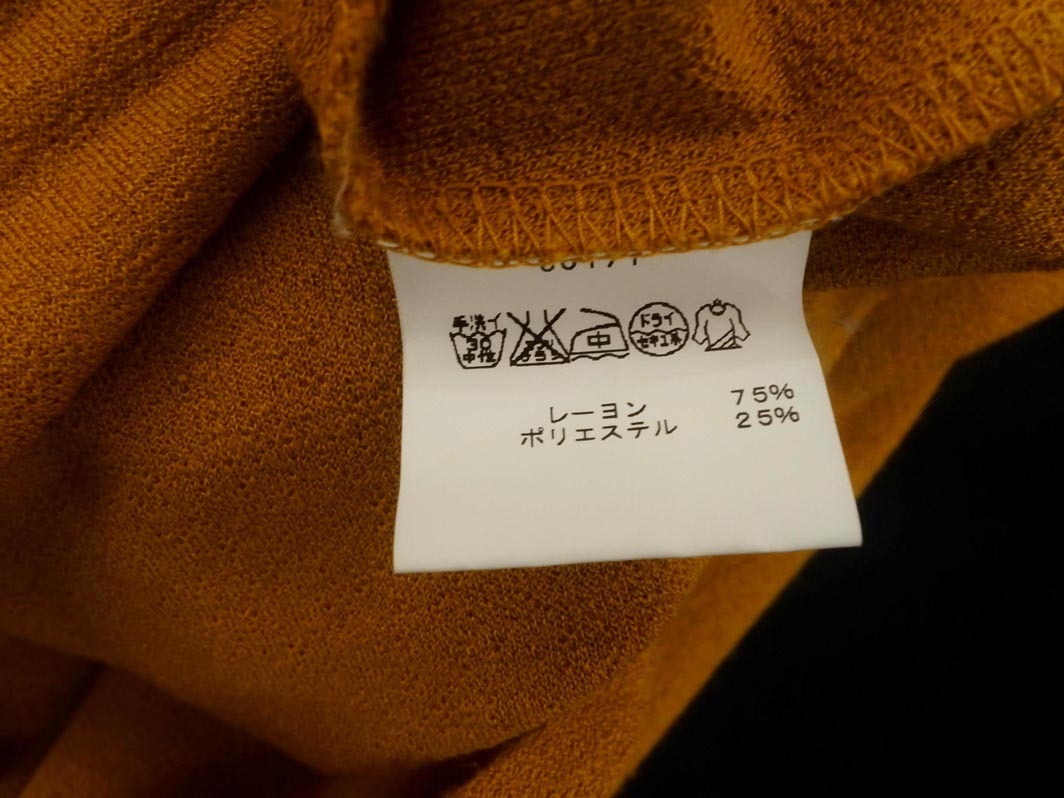 手洗イ
30
中性
中
ドライ
セキユ系
レーヨン 75%
ポリエステル 25%